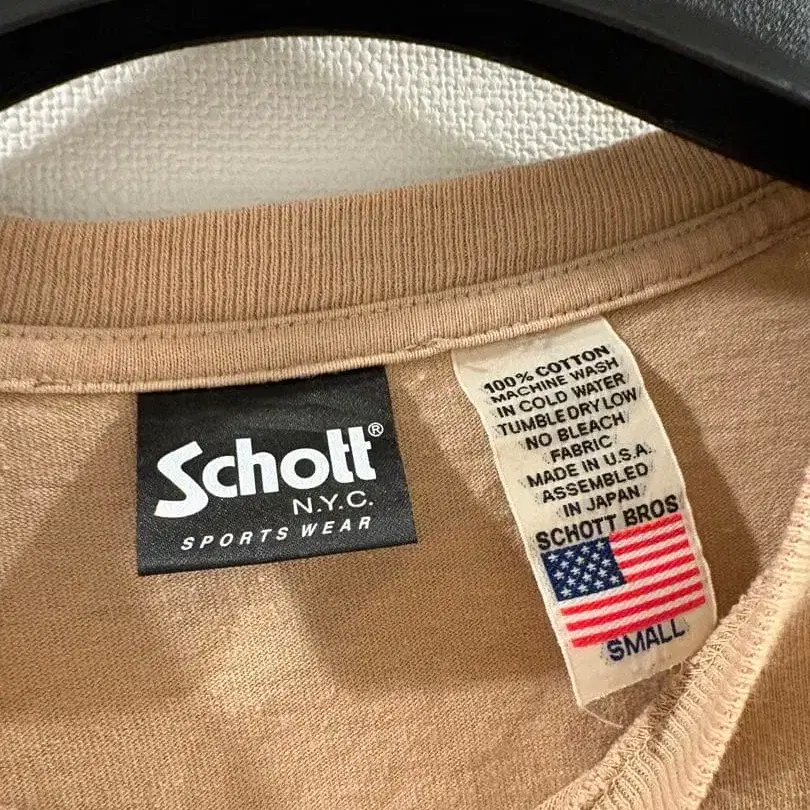 Schott®
N.Y.C.
SPORTS WEAR
100% COTTON
MACHINE WASH
IN COLD WATER
TUMBLE DRY LOW
NO BLEACH
FABRIC
MADE IN U.S.A.
ASSEMBLED
IN JAPAN
SCHOTT BROS
SMALL